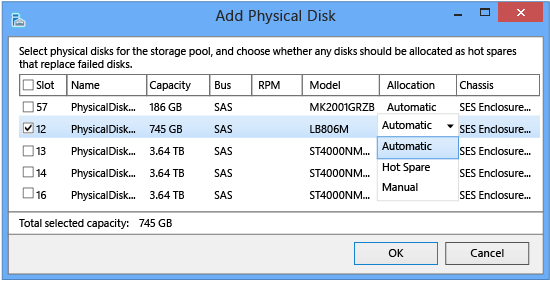 Add Physical Disk
Select physical disks for the storage pool, and choose whether any disks should be allocated as hot spares
that replace failed disks.
Slot Name Capacity Bus RPM Model Allocation Chassis
57 PhysicalDisk... 186 GB SAS MK2001GRZB Automatic SES Enclosure...
12 PhysicalDisk... 745 GB SAS LB806M Automatic SES Enclosure...
13 PhysicalDisk... 3.64 TB SAS ST4000NM... Automatic SES Enclosure...
14 PhysicalDisk... 3.64 TB SAS ST4000NM... Hot Spare SES Enclosure...
16 PhysicalDisk... 3.64 TB SAS ST4000NM... Manual SES Enclosure...
Total selected capacity: 745 GB
OK Cancel